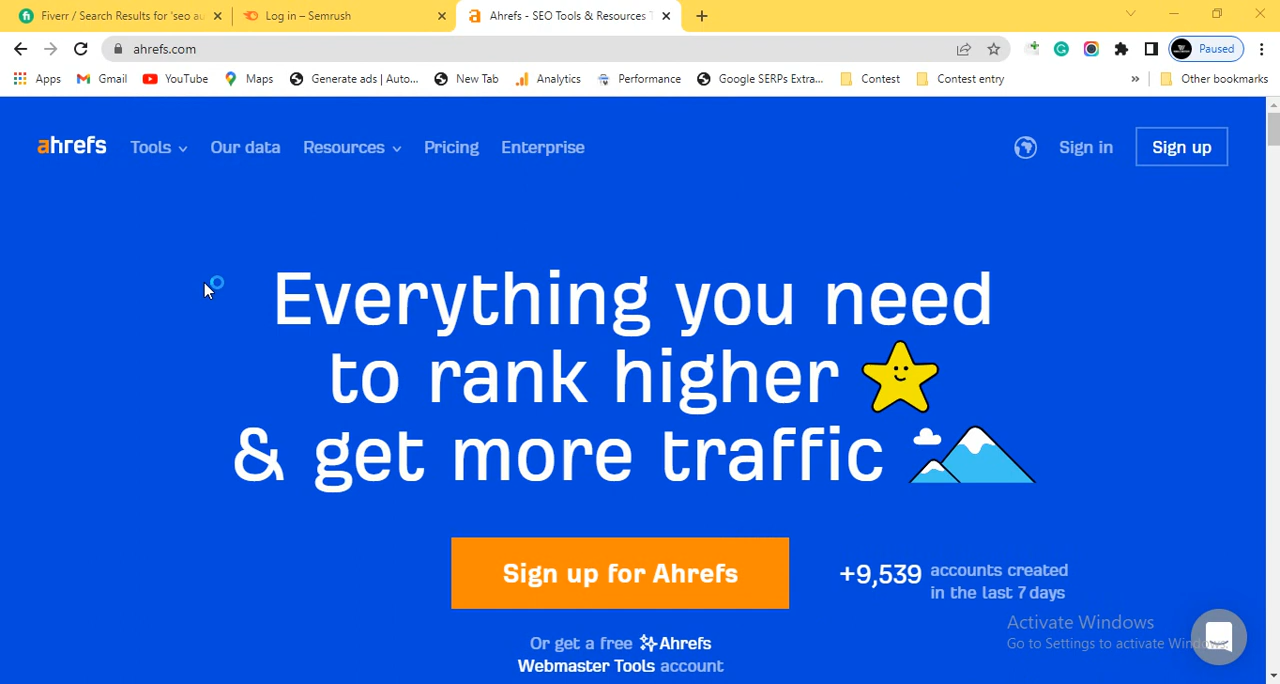 Fiverr / Search Results for 'seo au
Log in – Semrush
Ahrefs - SEO Tools & Resources T
ahrefs.com
Paused
Apps
Gmail
YouTube
Maps
Generate ads | Auto...
New Tab
Analytics
Performance
Google SERPs Extra...
Contest
Contest entry
»
Other bookmarks
ahrefs
Tools
Our data
Resources
Pricing
Enterprise
Sign in
Sign up
Everything you need
to rank higher
& get more traffic
Sign up for Ahrefs
+9,539 accounts created
in the last 7 days
Or get a free Ahrefs
Webmaster Tools account
Activate Windows
Go to Settings to activate Windows.